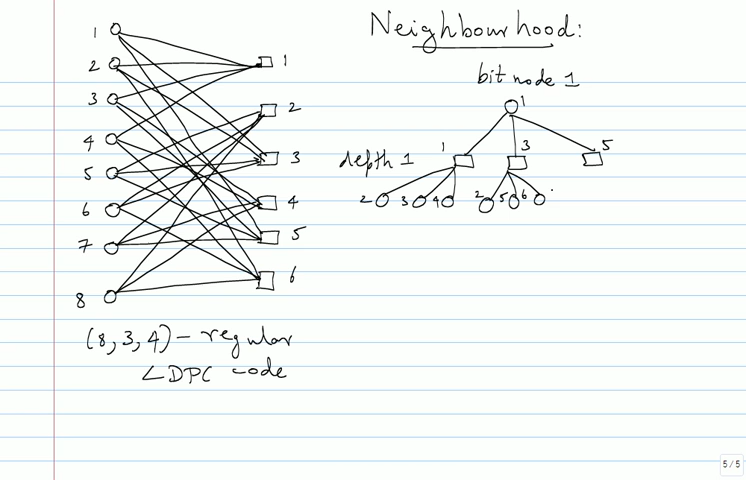 Neighbourhood:
bit node 1
1
1
2
3
4
5
6
7
8
1
2
3
4
5
6
1
3
5
depth 1
2 3 4 2 5 6
(8, 3, 4) - regular
LDPC code
5 / 5